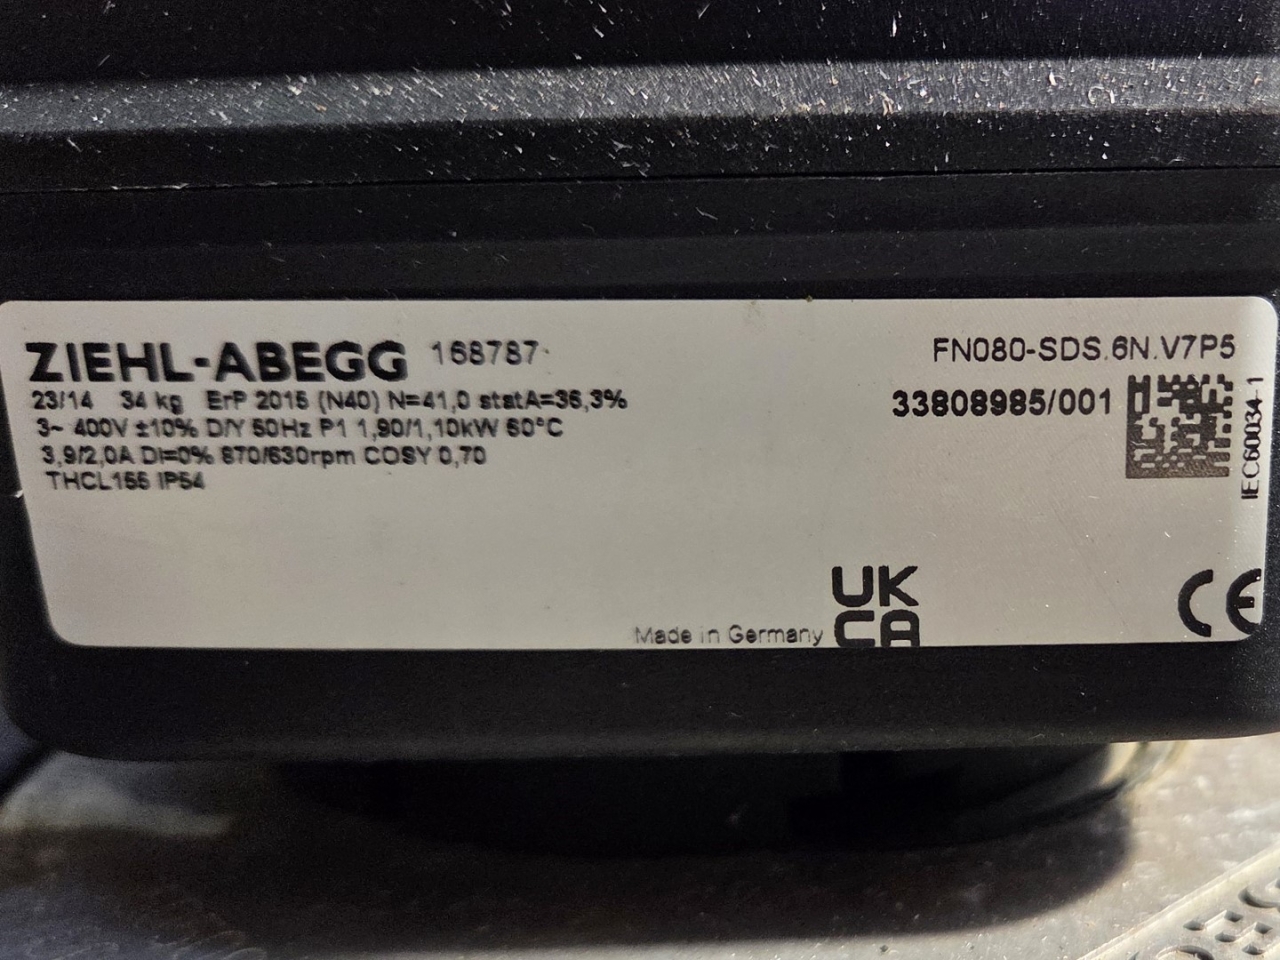 ZIEHL-ABEGG 168787
FN080-SDS.6N.V7P5
23/14 34 kg ErP 2015 (N40) N=41,0 statA=36,3%
33808985/001
3~ 400V ±10% D/Y 50Hz P1 1,90/1,10kW 60°C
3,9/2,0A DI=0% 870/630rpm COSY 0,70
THCL155 IP54
IEC60034-1
UK
CA
CE
Made in Germany